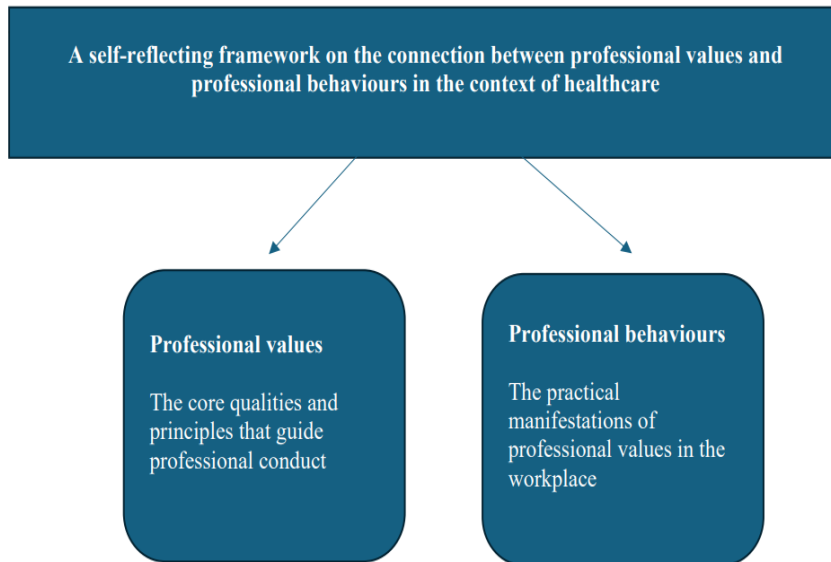 A self-reflecting framework on the connection between professional values and
professional behaviours in the context of healthcare
Professional values
The core qualities and
principles that guide
professional conduct
Professional behaviours
The practical
manifestations of
professional values in the
workplace